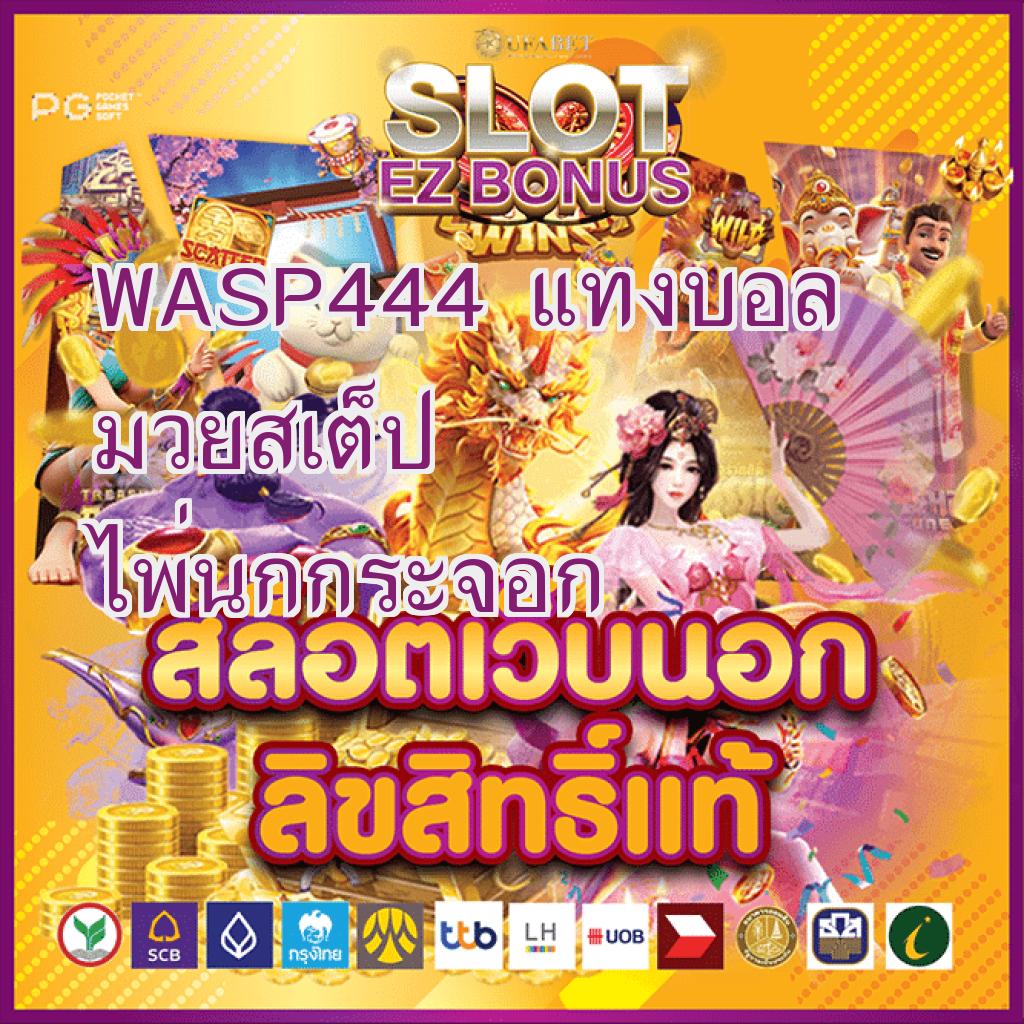 UFABET
PG POCKET GAMES SOFT
SLOT
EZ BONUS
WINS
SCATTER
WILD
WASP444 แทงบอล
มวยสเต็ป
ไพ่นกกระจอก
สลอตเวบนอก
ลิขสิทธิ์แท้
SCB
กรุงไทย
ttb
LH
UOB